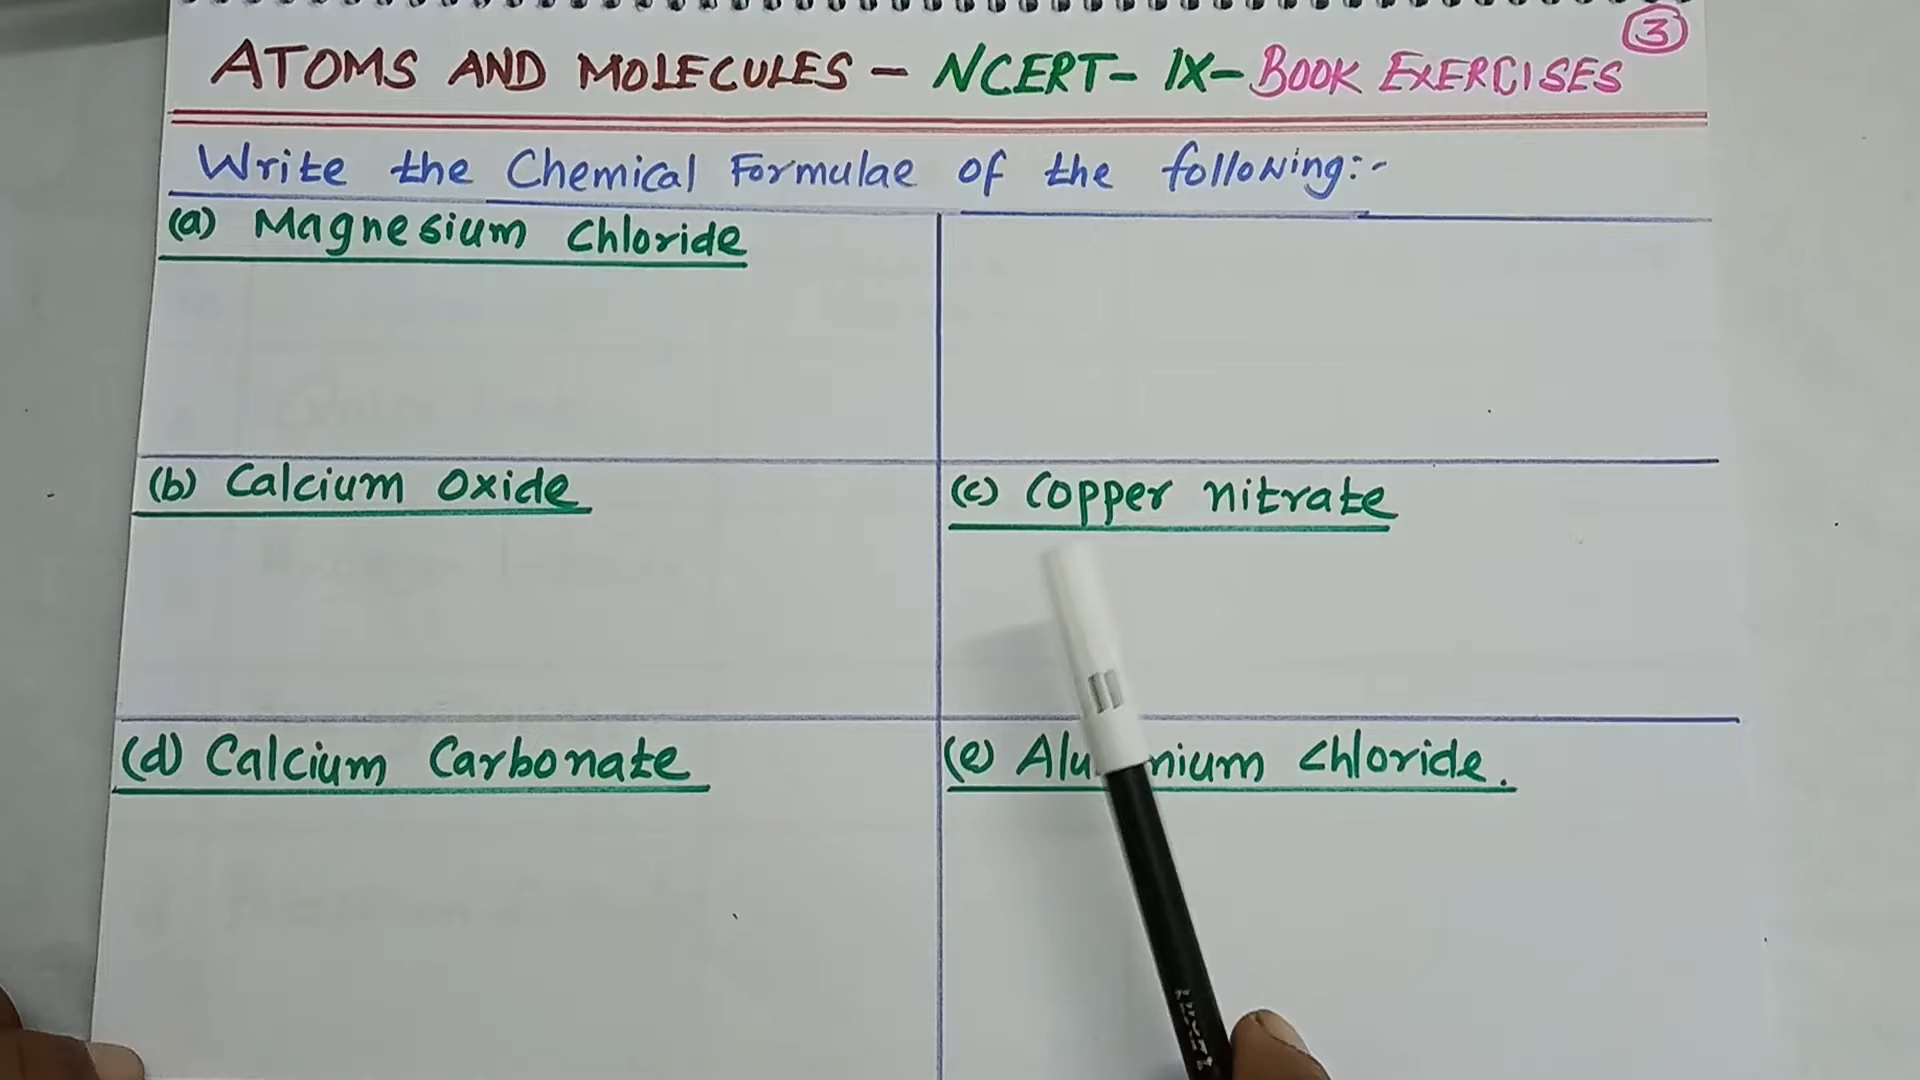 3
ATOMS AND MOLECULES - NCERT- IX- BOOK EXERCISES
Write the Chemical Formulae of the following:-
(a) Magnesium Chloride
(b) Calcium Oxide
(c) Copper nitrate
(d) Calcium Carbonate
(e) Alu nium Chloride.